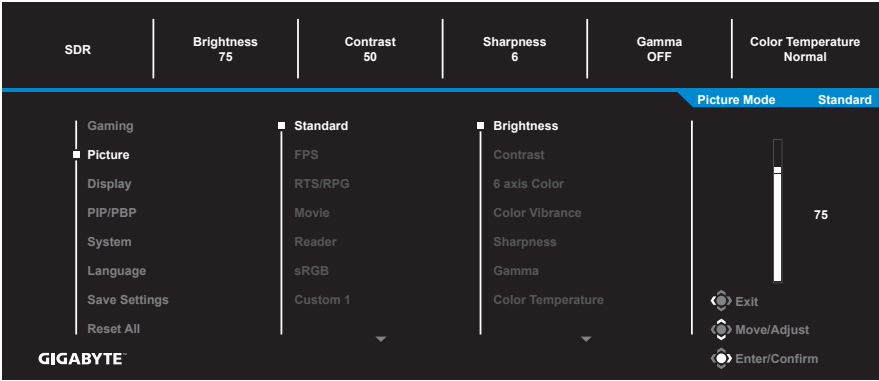 SDR
Brightness
75
Contrast
50
Sharpness
6
Gamma
OFF
Color Temperature
Normal
Picture Mode Standard
Gaming
Picture
Display
PIP/PBP
System
Language
Save Settings
Reset All
Standard
FPS
RTS/RPG
Movie
Reader
sRGB
Custom 1
Brightness
Contrast
6 axis Color
Color Vibrance
Sharpness
Gamma
Color Temperature
75
Exit
Move/Adjust
Enter/Confirm
GIGABYTE™